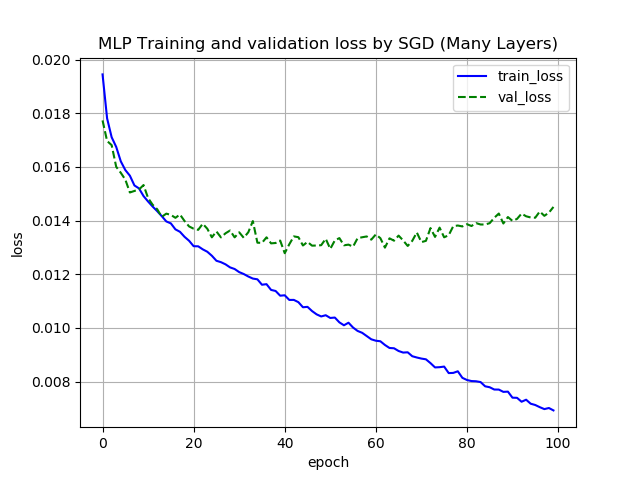 MLP Training and validation loss by SGD (Many Layers)
train_loss
val_loss
0.020
0.018
0.016
0.014
0.012
0.010
0.008
loss
0 20 40 60 80 100
epoch